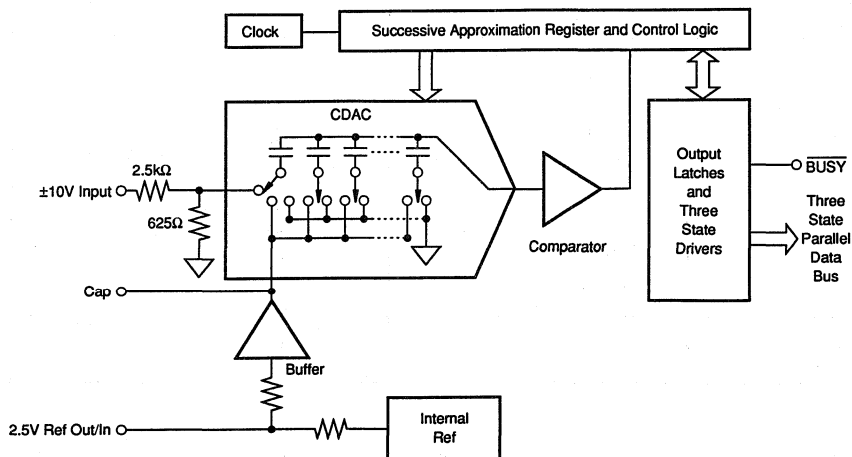 Clock
Successive Approximation Register and Control Logic
CDAC
2.5kΩ
±10V Input
625Ω
Comparator
Output
Latches
and
Three
State
Drivers
BUSY
Three
State
Parallel
Data
Bus
Cap
Buffer
2.5V Ref Out/In
Internal
Ref